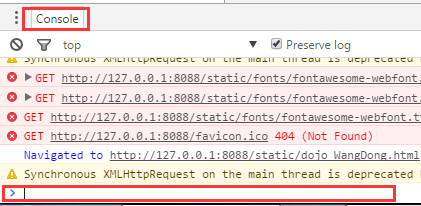 Console
top Preserve log
Synchronous XMLHttpRequest on the main thread is deprecated
GET http://127.0.0.1:8088/static/fonts/fontawesome-webfont.
GET http://127.0.0.1:8088/static/fonts/fontawesome-webfont.
GET http://127.0.0.1:8088/static/fonts/fontawesome-webfont.t
GET http://127.0.0.1:8088/favicon.ico 404 (Not Found)
Navigated to http://127.0.0.1:8088/static/dojo_WangDong.html
Synchronous XMLHttpRequest on the main thread is deprecated